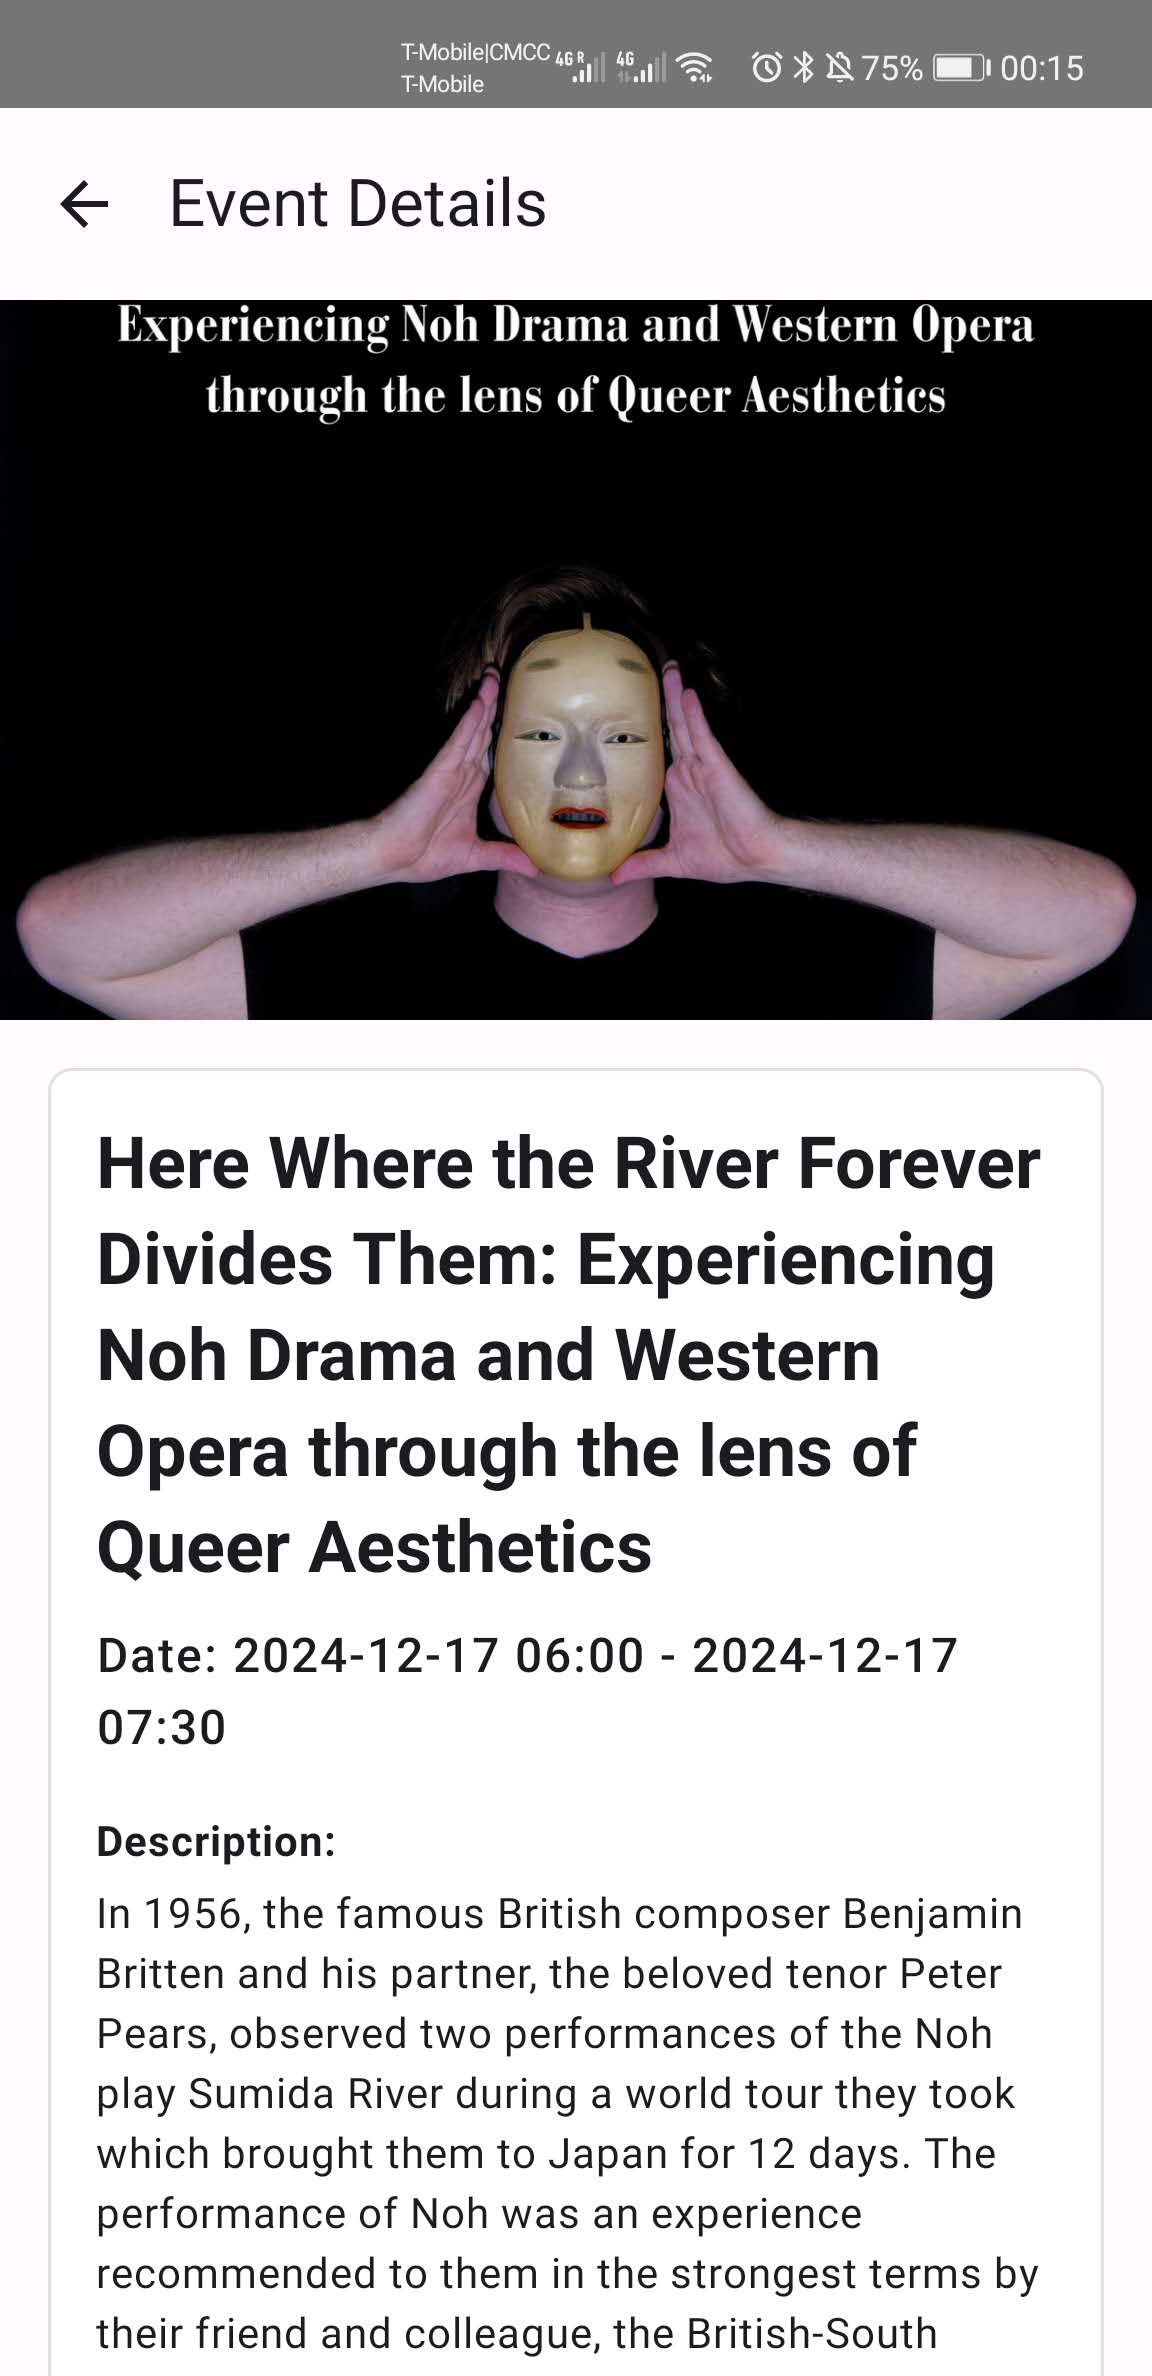 T-Mobile|CMCC 4G R 4G 75% 00:15
T-Mobile
Event Details
Experiencing Noh Drama and Western Opera
through the lens of Queer Aesthetics
Here Where the River Forever
Divides Them: Experiencing
Noh Drama and Western
Opera through the lens of
Queer Aesthetics
Date: 2024-12-17 06:00 - 2024-12-17
07:30
Description:
In 1956, the famous British composer Benjamin
Britten and his partner, the beloved tenor Peter
Pears, observed two performances of the Noh
play Sumida River during a world tour they took
which brought them to Japan for 12 days. The
performance of Noh was an experience
recommended to them in the strongest terms by
their friend and colleague, the British-South